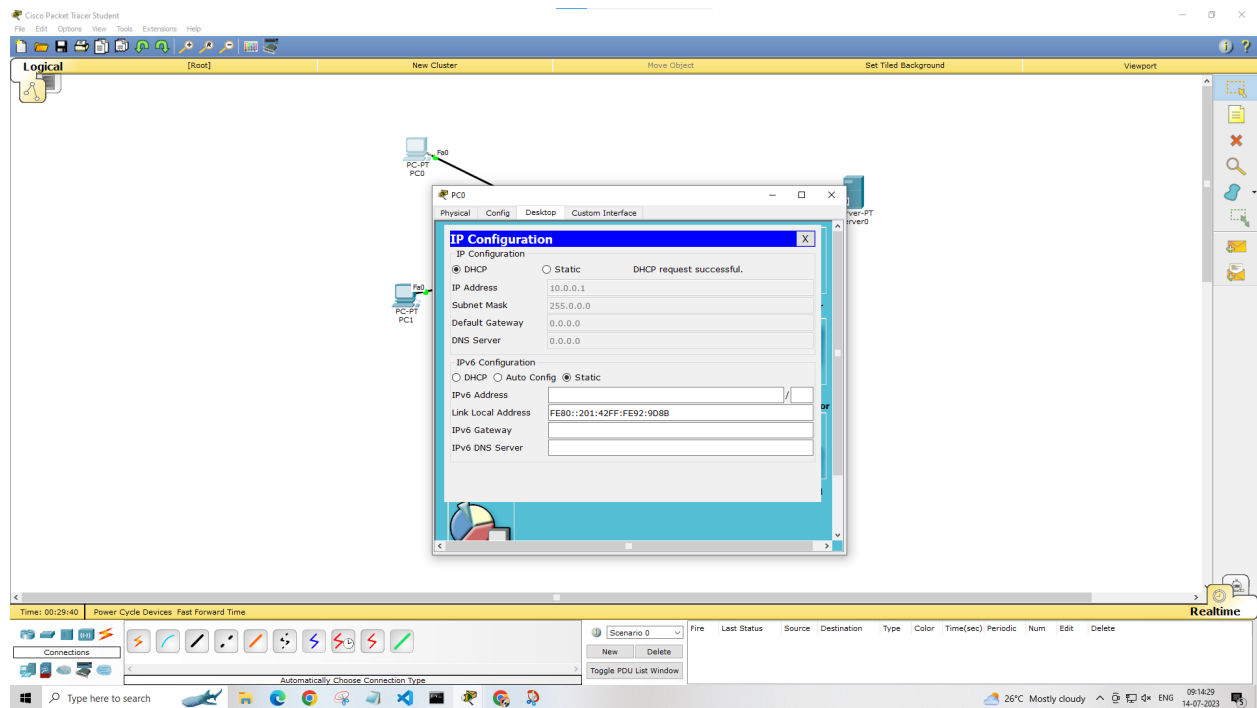 Cisco Packet Tracer Student
File Edit Options View Tools Extensions Help
Logical [Root] New Cluster Move Object Set Tiled Background Viewport
Fa0
PC-PT
PC0
PC0
Physical Config Desktop Custom Interface
ver-PT
erver0
IP Configuration X
IP Configuration
DHCP Static DHCP request successful.
IP Address 10.0.0.1
Subnet Mask 255.0.0.0
Default Gateway 0.0.0.0
DNS Server 0.0.0.0
Fa0
PC-PT
PC1
IPv6 Configuration
DHCP Auto Config Static
IPv6 Address /
Link Local Address FE80::201:42FF:FE92:9D8B
IPv6 Gateway
IPv6 DNS Server
or
Time: 00:29:40 Power Cycle Devices Fast Forward Time Realtime
Scenario 0 Fire Last Status Source Destination Type Color Time(sec) Periodic Num Edit Delete
Connections
New Delete
Toggle PDU List Window
Automatically Choose Connection Type
Type here to search 26°C Mostly cloudy ENG 09:14:29
14-07-2023 5